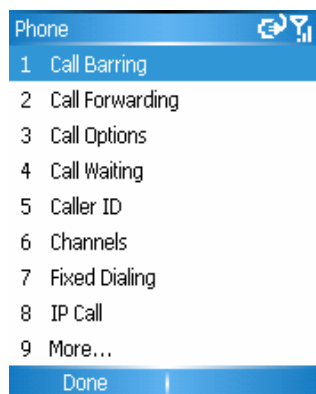 Phone
1 Call Barring
2 Call Forwarding
3 Call Options
4 Call Waiting
5 Caller ID
6 Channels
7 Fixed Dialing
8 IP Call
9 More...
Done